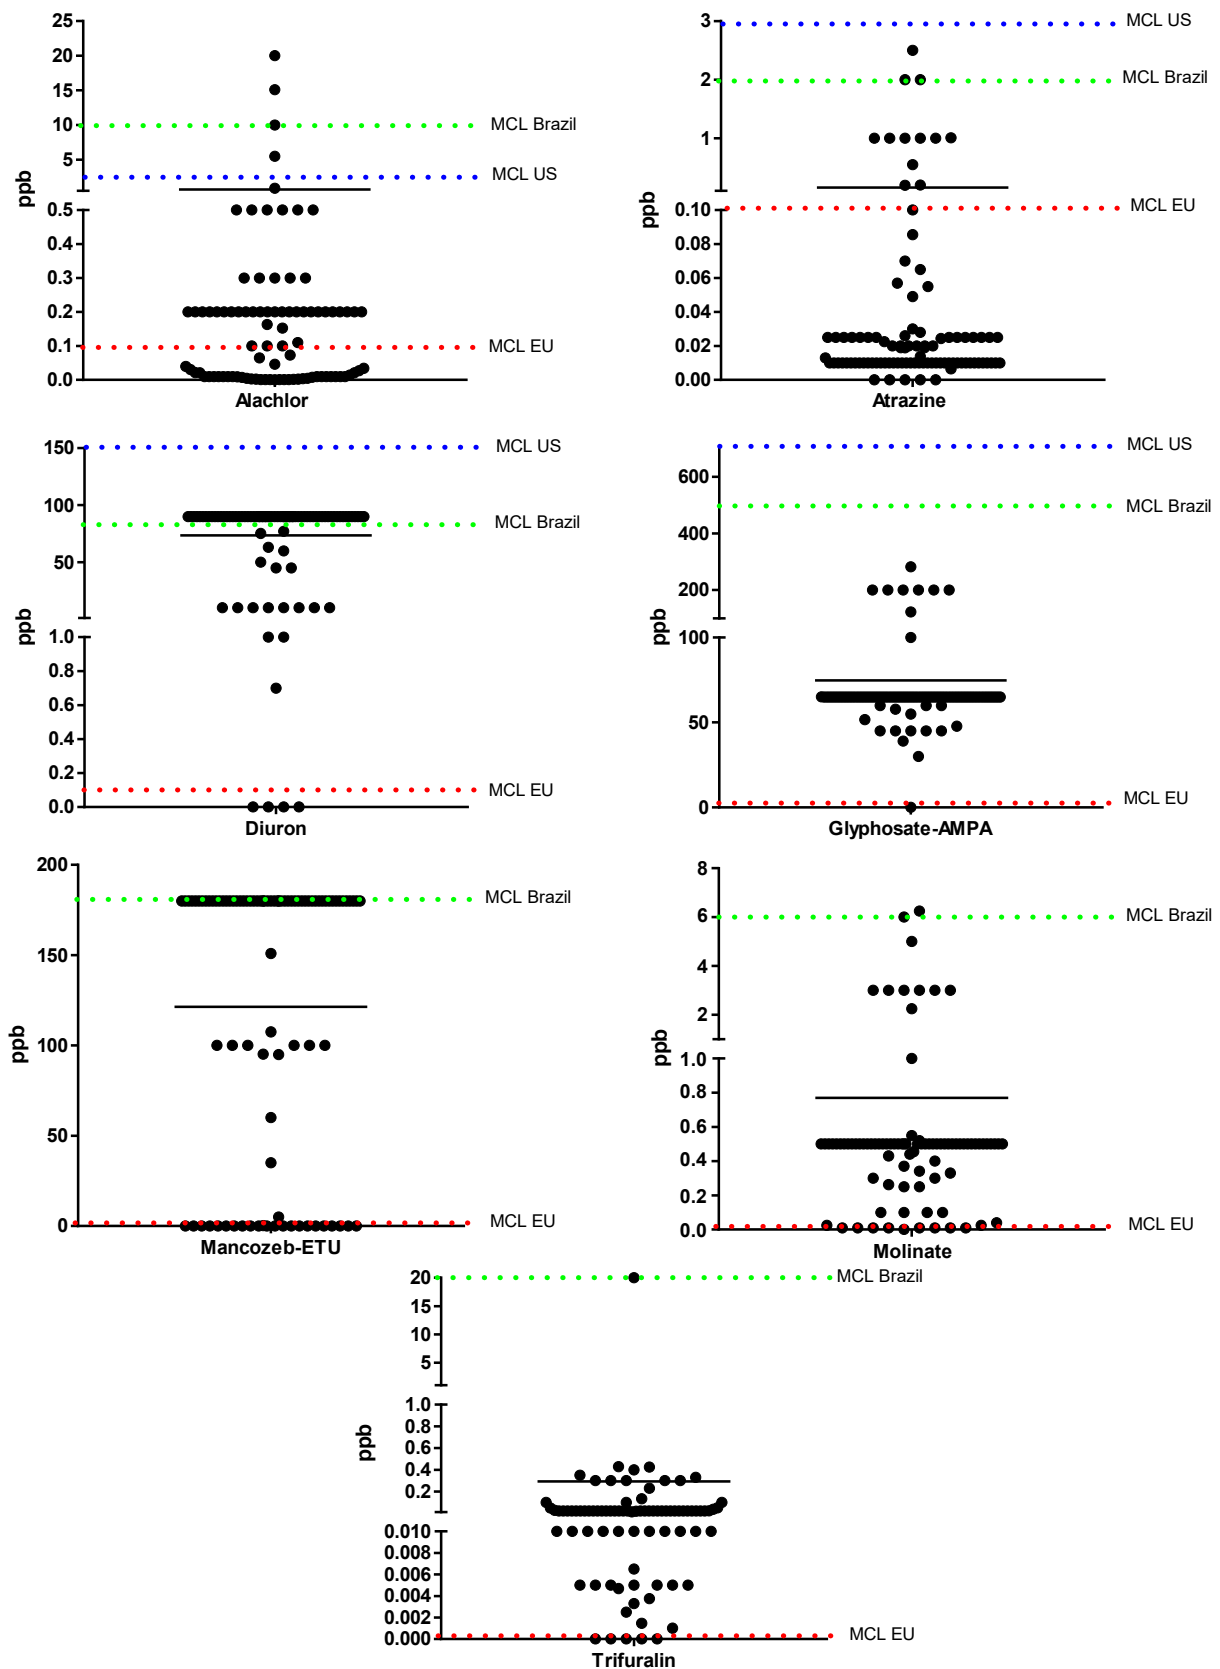 25
20
15
10
5
0.5
0.4
0.3
0.2
0.1
0.0
ppb
MCL Brazil
MCL US
MCL EU
Alachlor
3
2
1
0.10
0.08
0.06
0.04
0.02
0.00
ppb
MCL US
MCL Brazil
MCL EU
Atrazine
150
100
50
1.0
0.8
0.6
0.4
0.2
0.0
ppb
MCL US
MCL Brazil
MCL EU
Diuron
600
400
200
100
50
0
ppb
MCL US
MCL Brazil
MCL EU
Glyphosate-AMPA
200
150
100
50
0
ppb
MCL Brazil
MCL EU
Mancozeb-ETU
8
6
4
2
1.0
0.8
0.6
0.4
0.2
0.0
ppb
MCL Brazil
MCL EU
Molinate
20
15
10
5
1.0
0.8
0.6
0.4
0.2
0.010
0.008
0.006
0.004
0.002
0.000
ppb
MCL Brazil
MCL EU
Trifuralin